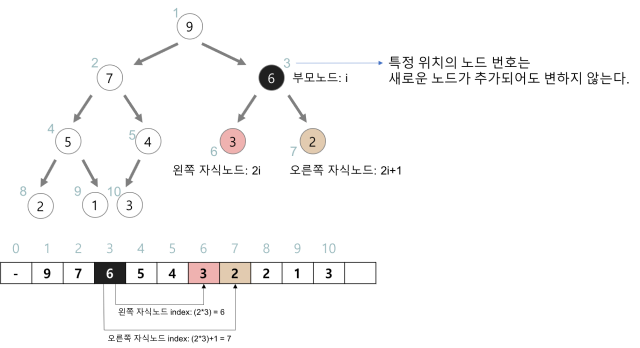 1
9
2
7
3
6
부모노드: i
특정 위치의 노드 번호는
새로운 노드가 추가되어도 변하지 않는다.
4
5
5
4
6
3
7
2
왼쪽 자식노드: 2i
오른쪽 자식노드: 2i+1
8
2
9
1
10
3
0 1 2 3 4 5 6 7 8 9 10
- 9 7 6 5 4 3 2 2 1 3
왼쪽 자식노드 index: (2*3) = 6
오른쪽 자식노드 index: (2*3)+1 = 7